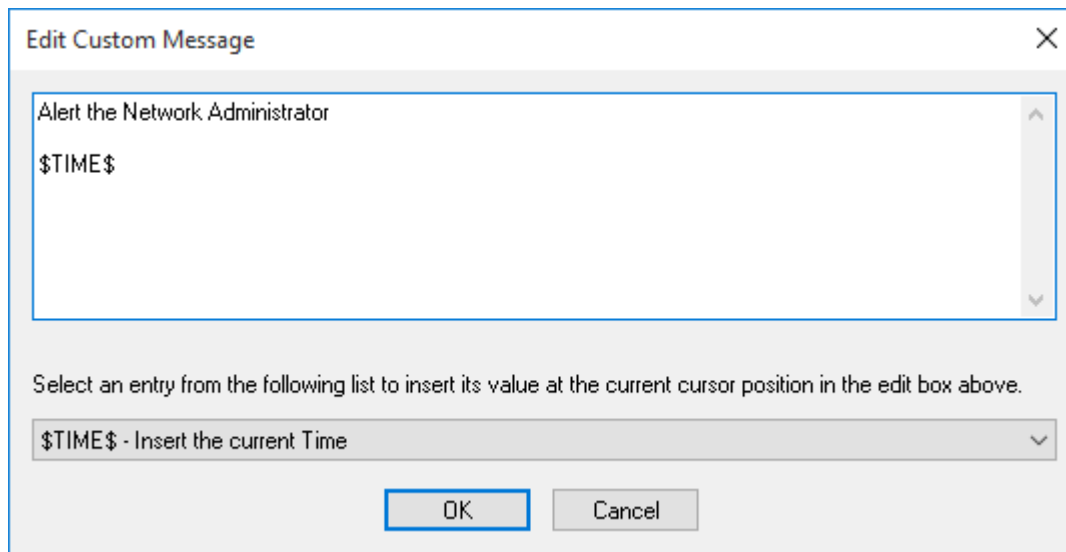 Edit Custom Message
Alert the Network Administrator
$TIME$
Select an entry from the following list to insert its value at the current cursor position in the edit box above.
$TIME$ - Insert the current Time
OK
Cancel